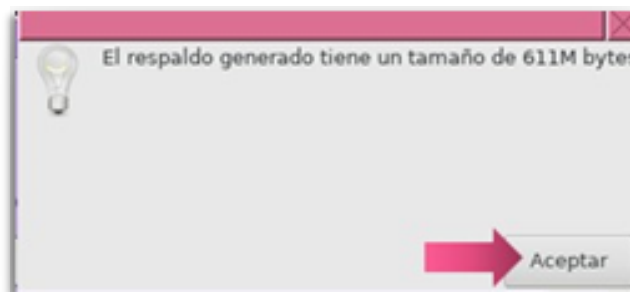 El respaldo generado tiene un tamaño de 611M bytes
Aceptar